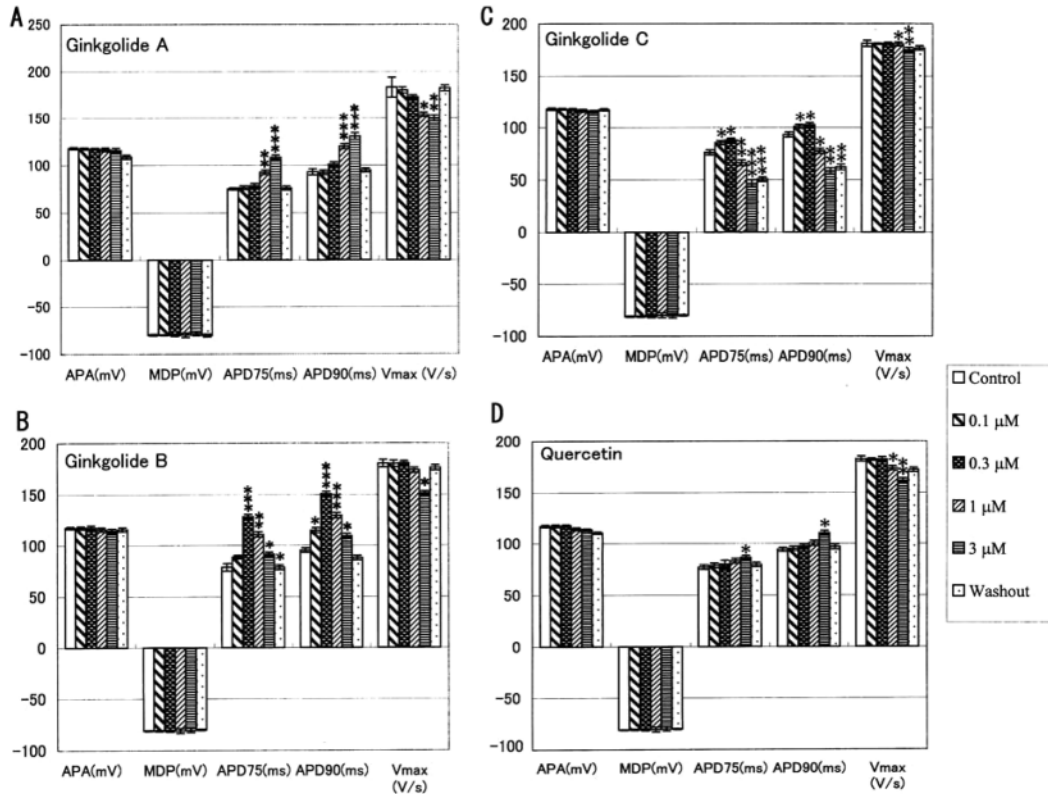 A
250
Ginkgolide A
200
150
100
50
0
-50
-100
** *** *** *** * **
APA(mV) MDP(mV) APD75(ms) APD90(ms) Vmax (V/s)
B
200
Ginkgolide B
150
100
50
0
-50
-100
*** ** * * * *** *** * *
APA(mV) MDP(mV) APD75(ms) APD90(ms) Vmax
(V/s)
C
200
Ginkgolide C
150
100
50
0
-50
-100
* * *** *** *** * * ** *** *** * **
APA(mV) MDP(mV) APD75(ms) APD90(ms) Vmax
(V/s)
D
200
Quercetin
150
100
50
0
-50
-100
* * * **
APA(mV) MDP(mV) APD75(ms) APD90(ms) Vmax
(V/s)
Control
0.1 μM
0.3 μM
1 μM
3 μM
Washout